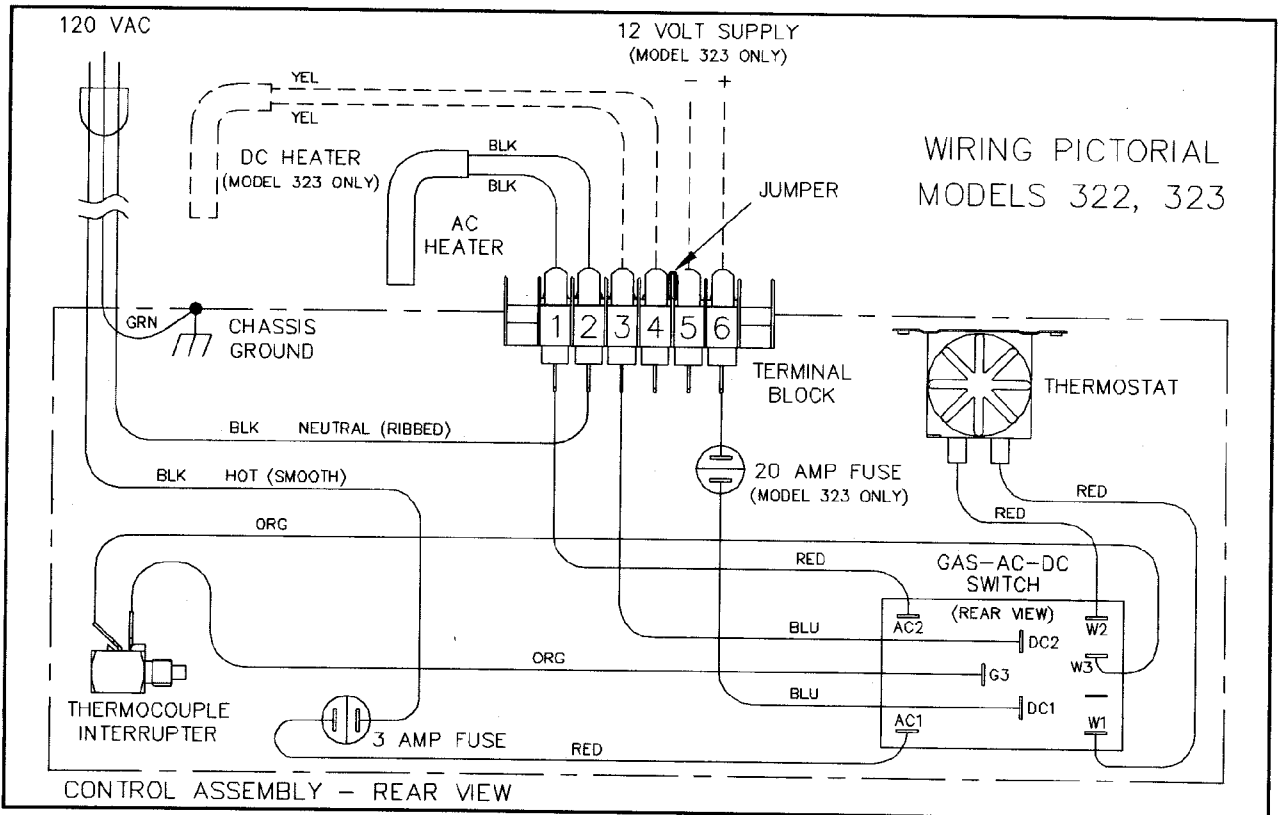 120 VAC
12 VOLT SUPPLY
(MODEL 323 ONLY)
- +
YEL
YEL
DC HEATER
(MODEL 323 ONLY)
BLK
BLK
AC
HEATER
JUMPER
WIRING PICTORIAL
MODELS 322, 323
GRN
CHASSIS
GROUND
1 2 3 4 5 6
TERMINAL
BLOCK
THERMOSTAT
BLK NEUTRAL (RIBBED)
BLK HOT (SMOOTH)
20 AMP FUSE
(MODEL 323 ONLY)
RED
RED
ORG
RED
GAS-AC-DC
SWITCH
(REAR VIEW)
AC2
W2
BLU
DC2
W3
ORG
G3
BLU
DC1
AC1
W1
THERMOCOUPLE
INTERRUPTER
3 AMP FUSE
RED
CONTROL ASSEMBLY - REAR VIEW